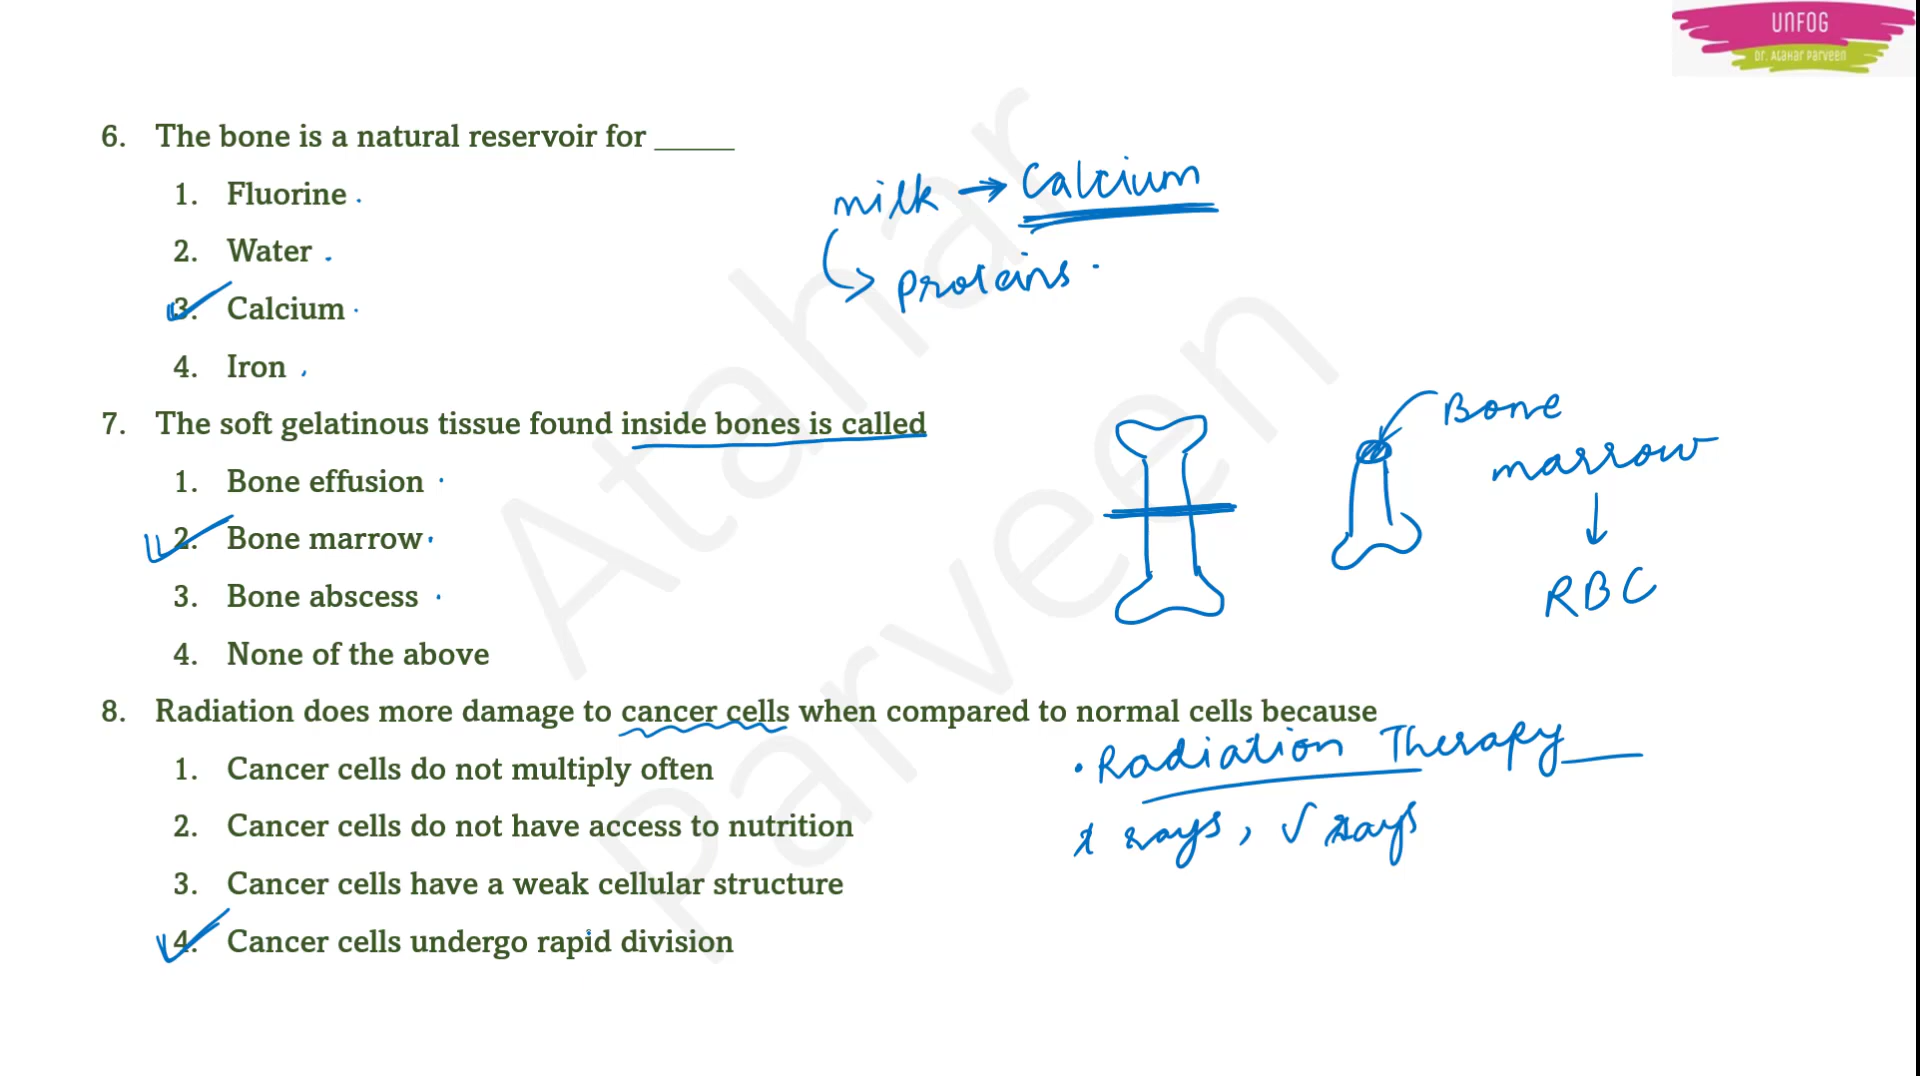 UNFOG
Dr. Atahar Parveen
6. The bone is a natural reservoir for _____
1. Fluorine
2. Water
3. Calcium
4. Iron
milk → Calcium
→ proteins
7. The soft gelatinous tissue found inside bones is called
1. Bone effusion
2. Bone marrow
3. Bone abscess
4. None of the above
Bone
marrow
↓
RBC
8. Radiation does more damage to cancer cells when compared to normal cells because
1. Cancer cells do not multiply often
2. Cancer cells do not have access to nutrition
3. Cancer cells have a weak cellular structure
4. Cancer cells undergo rapid division
• Radiation Therapy
x rays, γ rays
Atahar
Parveen